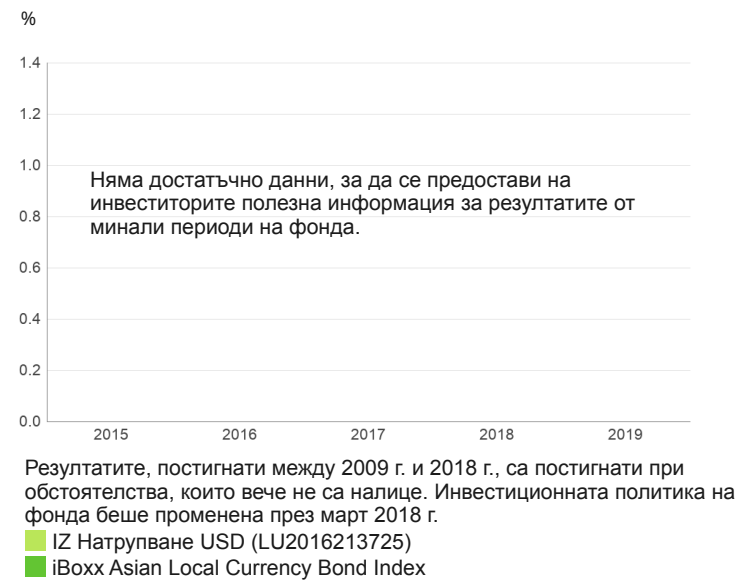 %
1.4
1.2
1.0
Няма достатъчно данни, за да се предостави на
инвеститорите полезна информация за резултатите от
минали периоди на фонда.
0.8
0.6
0.4
0.2
0.0
2015 2016 2017 2018 2019
Резултатите, постигнати между 2009 г. и 2018 г., са постигнати при
обстоятелства, които вече не са налице. Инвестиционната политика на
фонда беше променена през март 2018 г.
IZ Натрупване USD (LU2016213725)
iBoxx Asian Local Currency Bond Index